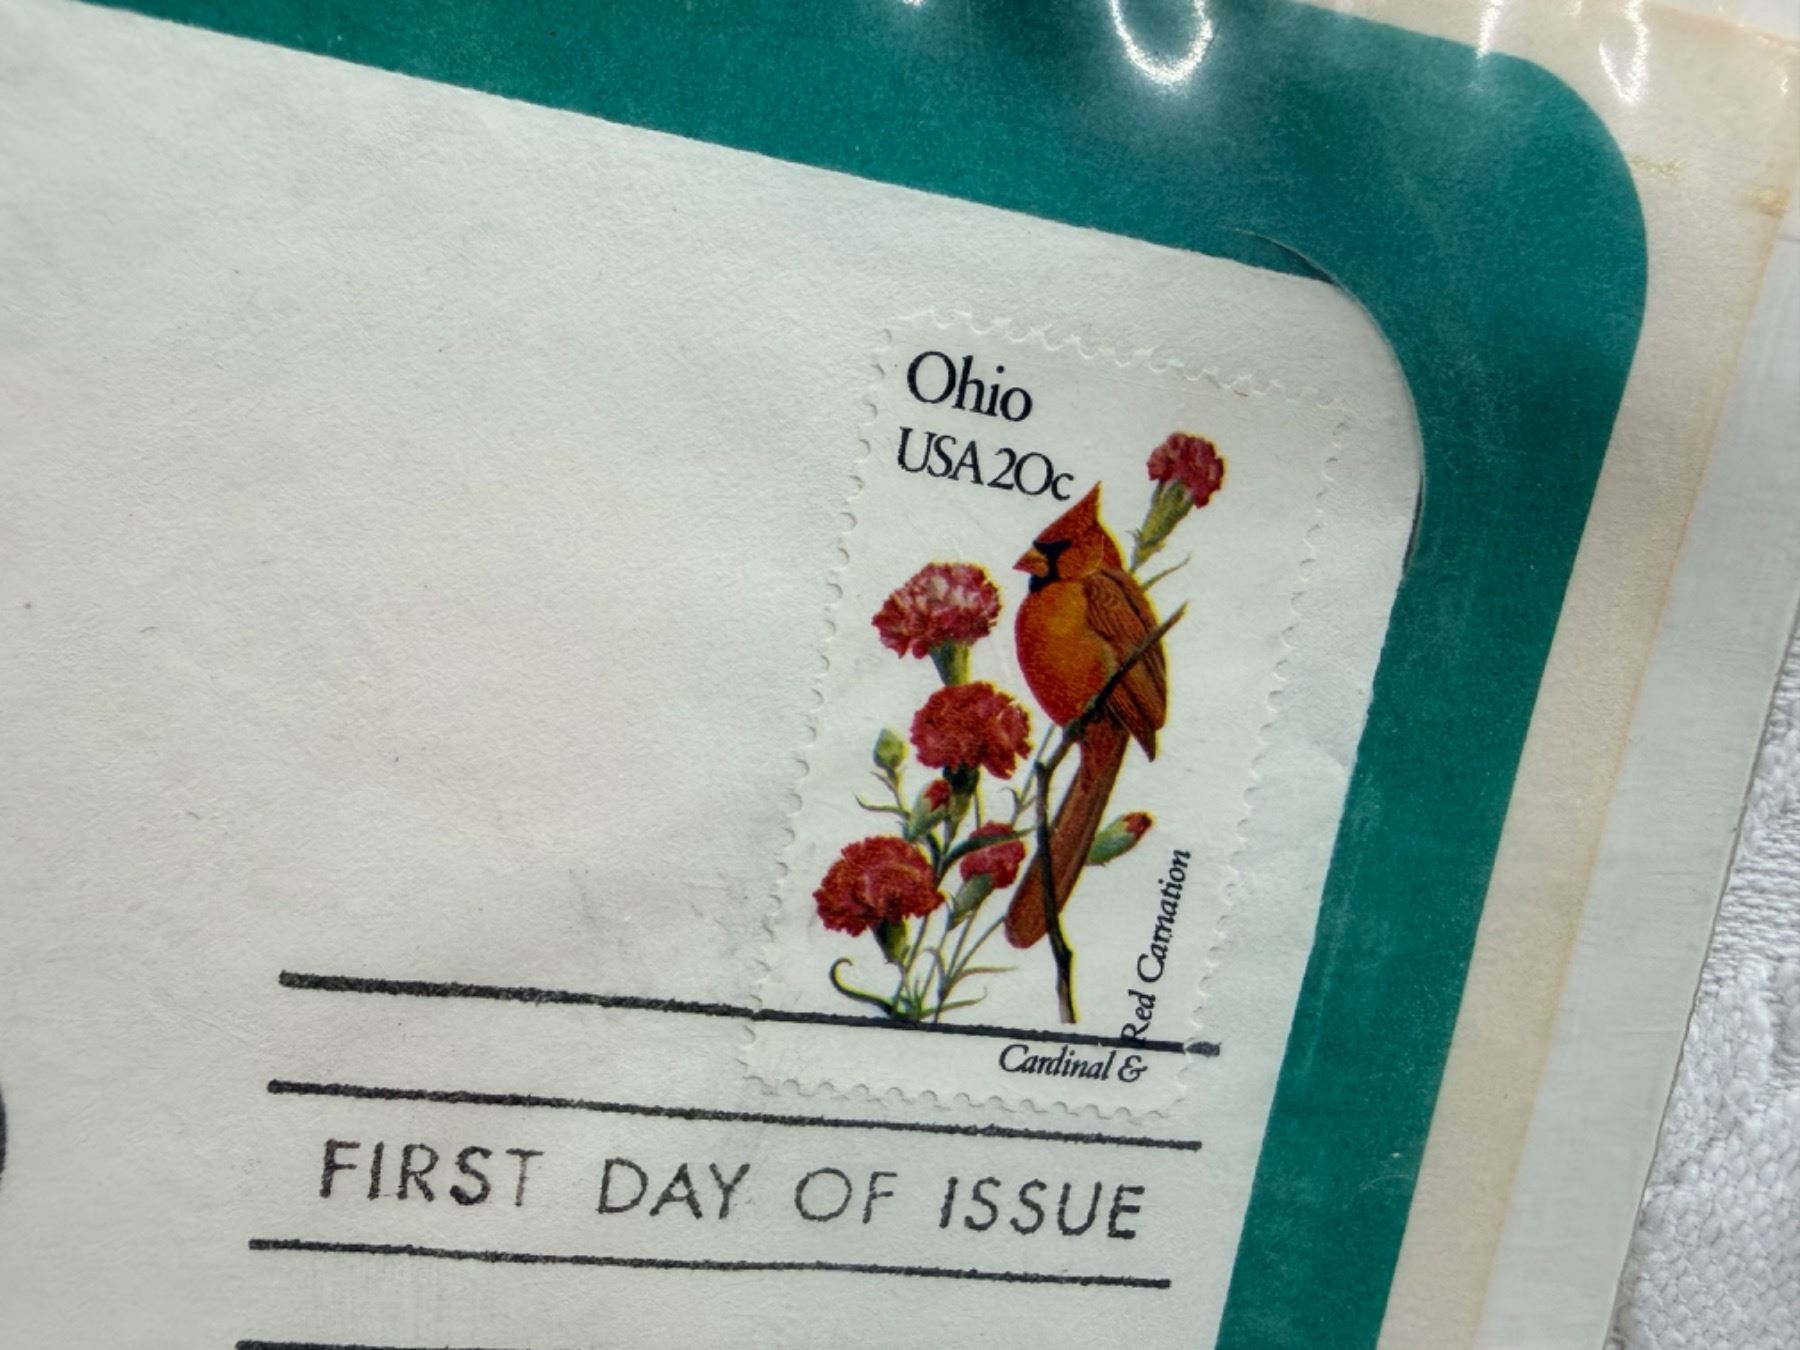 Ohio
USA 20c
Cardinal &
Red Carnation
FIRST DAY OF ISSUE